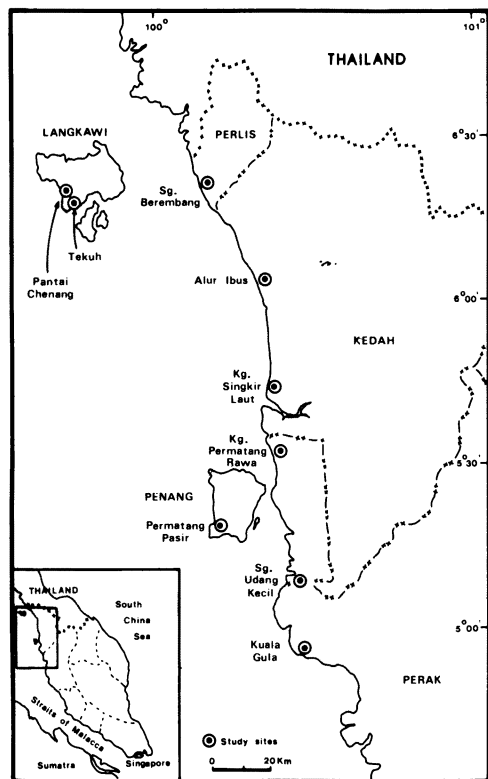 100°
101°
THAILAND
6°30'
PERLIS
LANGKAWI
Sg.
Berembang
Tekuh
Pantai
Chenang
Alur Ibus
6°00'
KEDAH
Kg.
Singkir
Laut
Kg.
Permatang
Rawa
5°30'
PENANG
Permatang
Pasir
Sg.
Udang
Kecil
5°00'
Kuala
Gula
PERAK
THAILAND
South
China
Sea
Straits of Malacca
Sumatra
Singapore
Study sites
0 20 Km